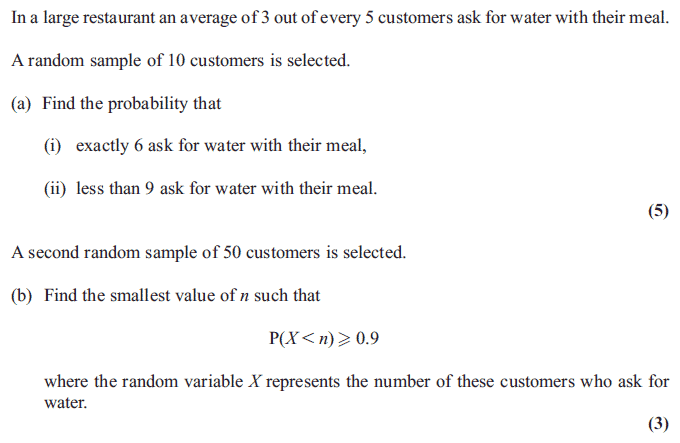 In a large restaurant an average of 3 out of every 5 customers ask for water with their meal.
A random sample of 10 customers is selected.
(a) Find the probability that
(i) exactly 6 ask for water with their meal,
(ii) less than 9 ask for water with their meal.
(5)
A second random sample of 50 customers is selected.
(b) Find the smallest value of n such that
P(X < n) ⩾ 0.9
where the random variable X represents the number of these customers who ask for
water.
(3)